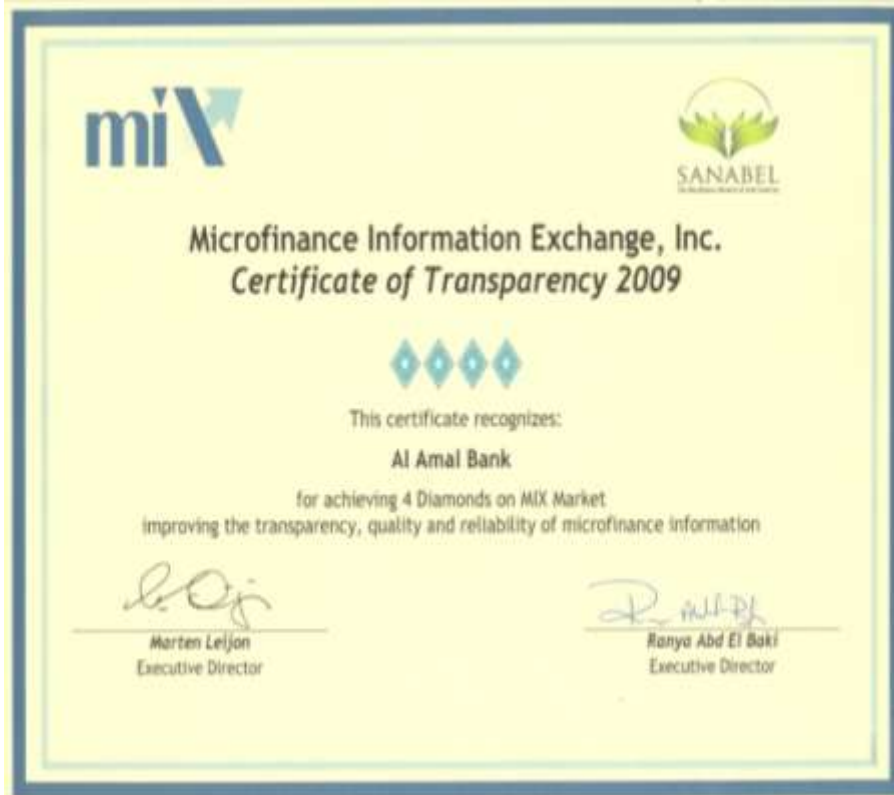 miX
SANABEL
Microfinance Information Exchange, Inc.
Certificate of Transparency 2009
This certificate recognizes:
Al Amal Bank
for achieving 4 Diamonds on MIX Market
improving the transparency, quality and reliability of microfinance information
Marten Leijon
Ranya Abd El Baki
Executive Director
Executive Director